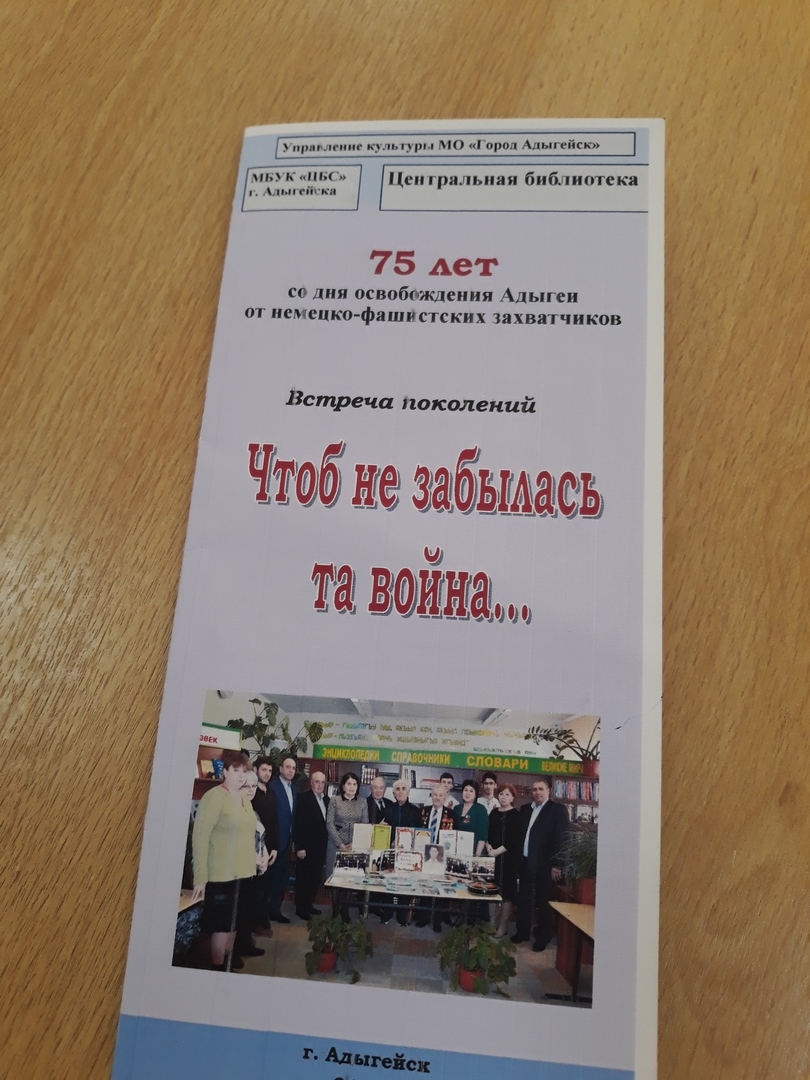 Управление культуры МО «Город Адыгейск»
МБУК «ЦБС»
г. Адыгейска
Центральная библиотека
75 лет
со дня освобождения Адыгеи
от немецко-фашистских захватчиков
Встреча поколений
Чтоб не забылась
та война...
ЭНЦИКЛОПЕДИИ СПРАВОЧНИКИ СЛОВАРИ ВЕЛИКИЕ
г. Адыгейск